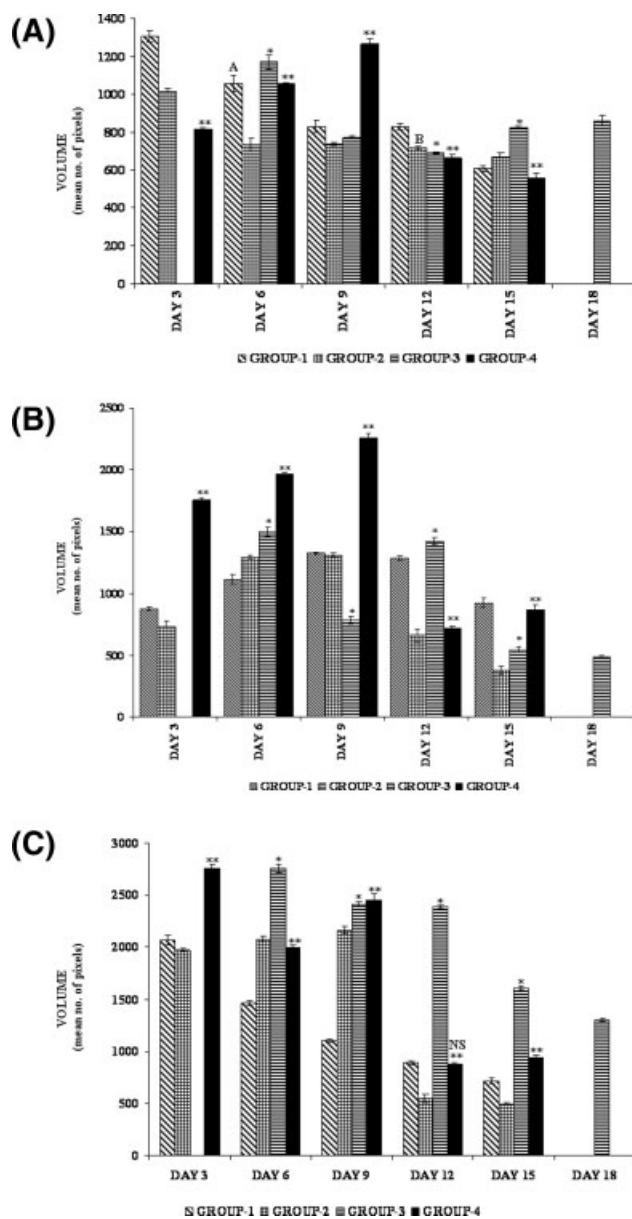 (A)
1400
1200
1000
800
600
400
200
0
VOLUME
(mean no. of pixels)
**
A
*
**
**
B
*
**
*
**
DAY 3
DAY 6
DAY 9
DAY 12
DAY 15
DAY 18
GROUP-1 GROUP-2 GROUP-3 GROUP-4
(B)
2500
2000
1500
1000
500
0
VOLUME
(mean no. of pixels)
**
*
**
*
**
*
**
*
**
DAY 3
DAY 6
DAY 9
DAY 12
DAY 15
DAY 18
GROUP-1 GROUP-2 GROUP-3 GROUP-4
(C)
3000
2500
2000
1500
1000
500
0
VOLUME
(mean no. of pixels)
**
*
**
*
**
*
NS
**
*
**
DAY 3 DAY 6 DAY 9 DAY 12 DAY 15 DAY 18
GROUP-1 GROUP-2 GROUP-3 GROUP-4